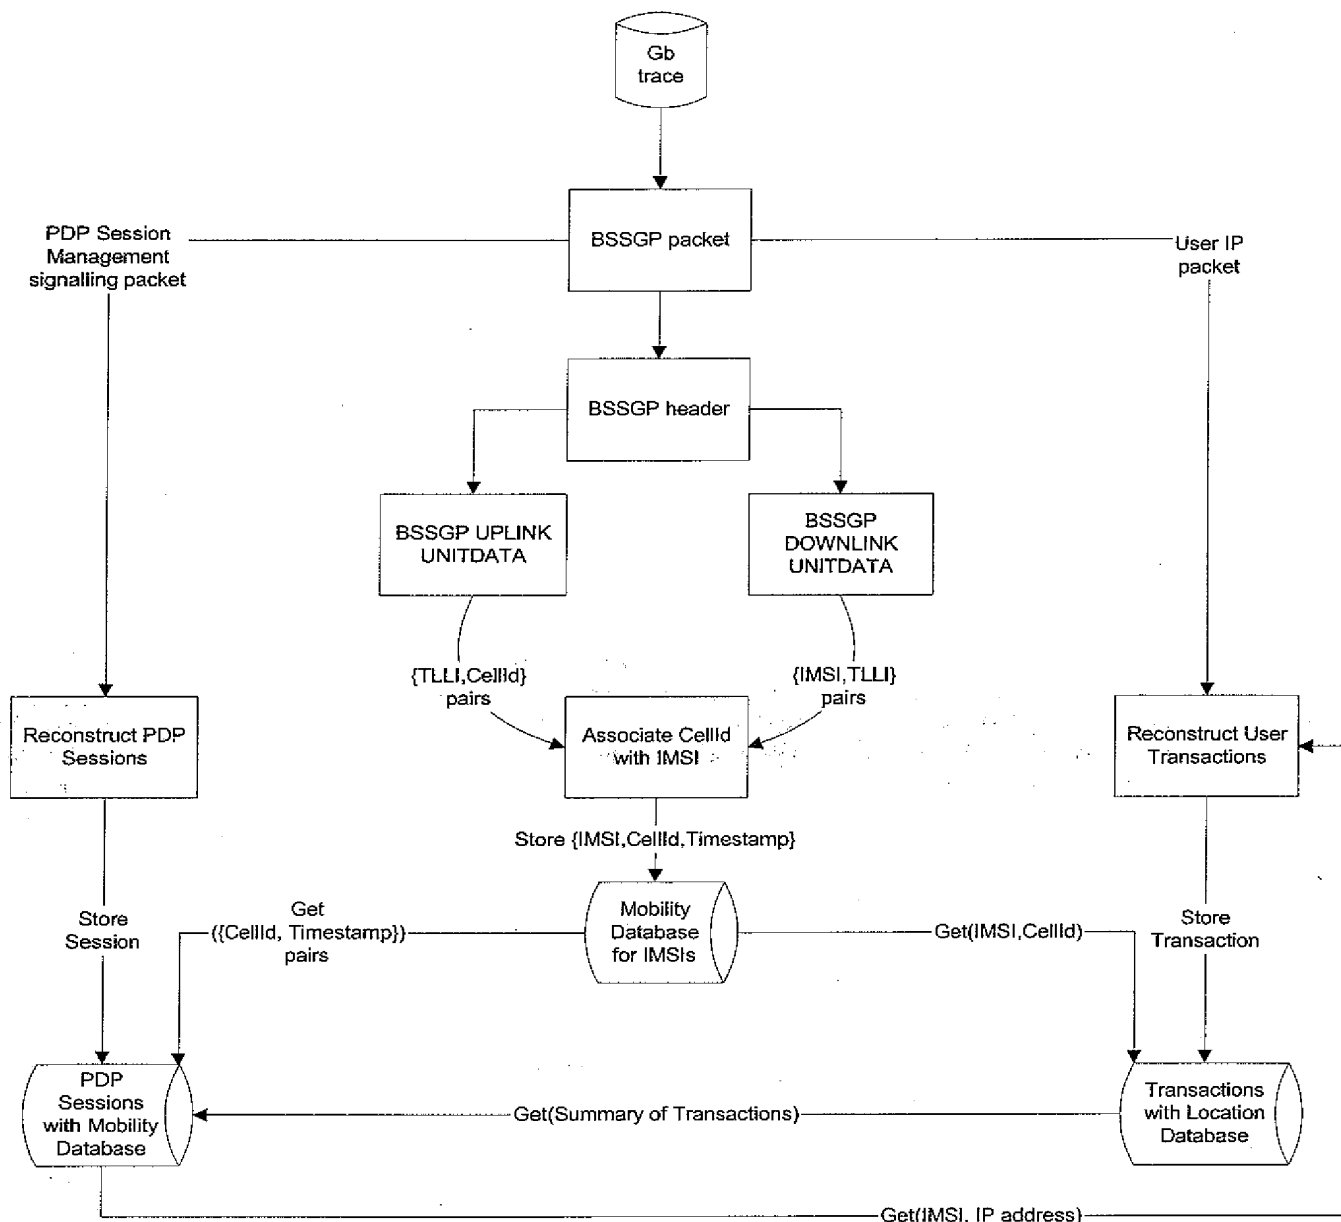 Gb
trace
BSSGP packet
PDP Session
Management
signalling packet
User IP
packet
BSSGP header
BSSGP UPLINK
UNITDATA
BSSGP
DOWNLINK
UNITDATA
{TLLI,CellId}
pairs
{IMSI,TLLI}
pairs
Reconstruct PDP
Sessions
Associate CellId
with IMSI
Reconstruct User
Transactions
Store {IMSI,CellId,Timestamp}
Store
Session
Get
({CellId, Timestamp})
pairs
Mobility
Database
for IMSIs
Get(IMSI,CellId)
Store
Transaction
PDP
Sessions
with Mobility
Database
Get(Summary of Transactions)
Transactions
with Location
Database
Get(IMSI, IP address)